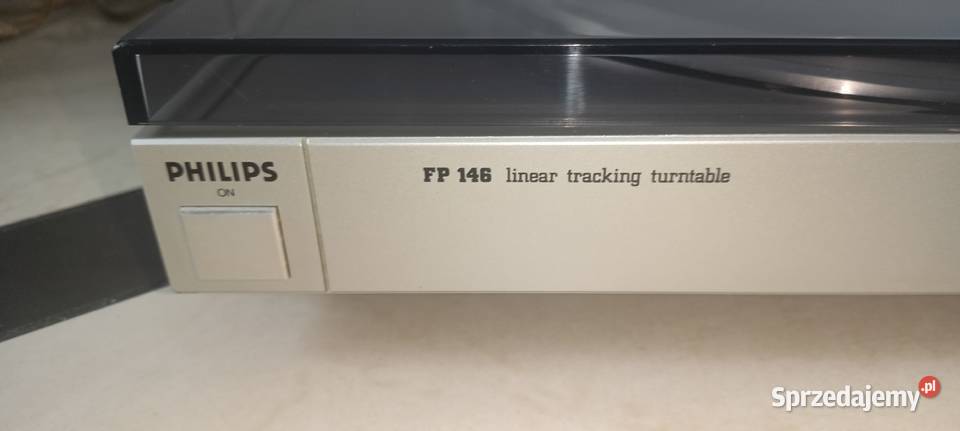 PHILIPS
ON
FP 146 linear tracking turntable
Sprzedajemy .pl